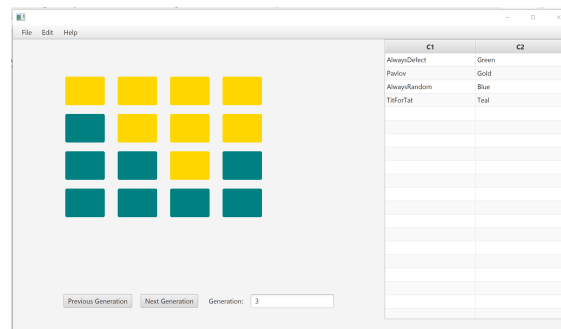 File Edit Help
C1 C2
AlwaysDefect Green
Pavlov Gold
AlwaysRandom Blue
TitForTat Teal
Previous Generation Next Generation Generation: 3